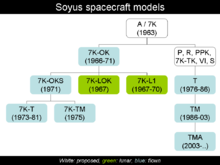 Soyus spacecraft models
A / 7K
(1963)
7K-OK
(1966-71)
P, R, PPK,
7K-TK, VI, S
7K-OKS
(1971)
7K-LOK
(1967)
7K-L1
(1967-70)
T
(1976-86)
7K-T
(1973-81)
7K-TM
(1975)
TM
(1986-03)
TMA
(2003-..)
White: proposed, green: lunar, blue: flown